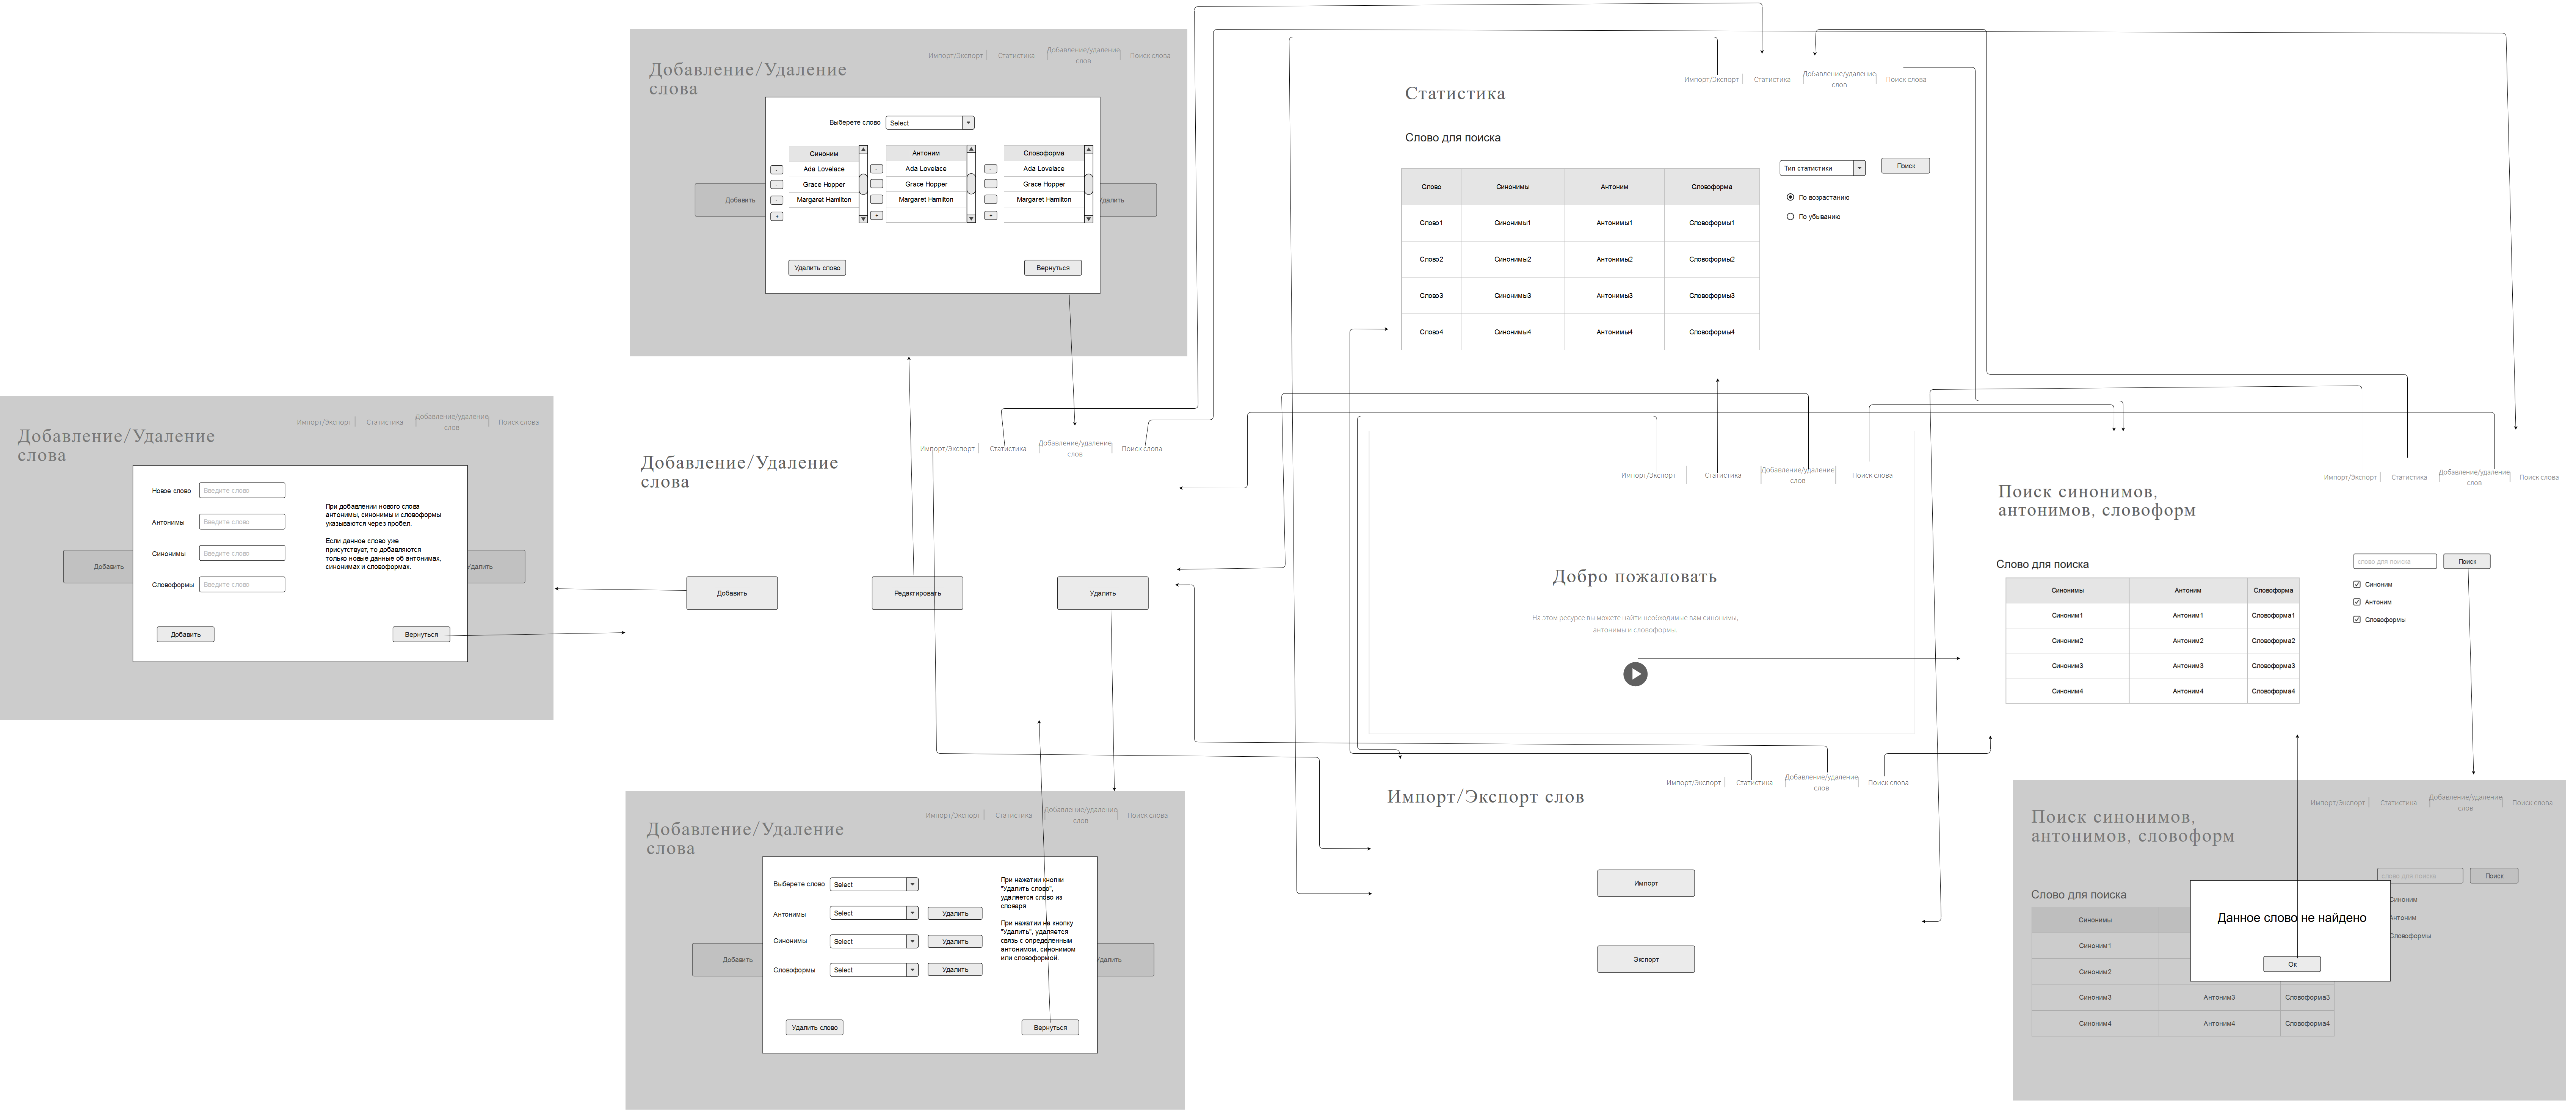 Импорт/Экспорт
Статистика
Добавление/удаление
слов
Поиск слова
Добавление/Удаление
слова
Выберете слово
Select
Синоним
Антоним
Словоформа
Ada Lovelace
Ada Lovelace
Ada Lovelace
Grace Hopper
Grace Hopper
Grace Hopper
Margaret Hamilton
Margaret Hamilton
Margaret Hamilton
Добавить
Удалить
Удалить слово
Вернуться
Импорт/Экспорт
Статистика
Добавление/удаление
слов
Поиск слова
Статистика
Слово для поиска
Тип статистики
Поиск
По возрастанию
По убыванию
Слово
Синонимы
Антоним
Словоформа
Слово1
Синонимы1
Антонимы1
Словоформы1
Слово2
Синонимы2
Антонимы2
Словоформы2
Слово3
Синонимы3
Антонимы3
Словоформы3
Слово4
Синонимы4
Антонимы4
Словоформы4
Импорт/Экспорт
Статистика
Добавление/удаление
слов
Поиск слова
Добавление/Удаление
слова
Новое слово
Введите слово
Антонимы
Введите слово
Синонимы
Введите слово
Словоформы
Введите слово
При добавлении нового слова
антонимы, синонимы и словоформы
указываются через пробел.
Если данное слово уже
присутствует, то добавляются
только новые данные об антонимах,
синонимах и словоформах.
Добавить
Удалить
Добавить
Вернуться
Импорт/Экспорт
Статистика
Добавление/удаление
слов
Поиск слова
Добавление/Удаление
слова
Добавить
Редактировать
Удалить
Импорт/Экспорт
Статистика
Добавление/удаление
слов
Поиск слова
Добро пожаловать
На этом ресурсе вы можете найти необходимые вам синонимы,
антонимы и словоформы.
Импорт/Экспорт
Статистика
Добавление/удаление
слов
Поиск слова
Поиск синонимов,
антонимов, словоформ
Слово для поиска
слово для поиска
Поиск
Синоним
Антоним
Словоформы
Синонимы
Антоним
Словоформа
Синоним1
Антоним1
Словоформа1
Синоним2
Антоним2
Словоформа2
Синоним3
Антоним3
Словоформа3
Синоним4
Антоним4
Словоформа4
Импорт/Экспорт
Статистика
Добавление/удаление
слов
Поиск слова
Добавление/Удаление
слова
Выберете слово
Select
Антонимы
Select
Удалить
Синонимы
Select
Удалить
Словоформы
Select
Удалить
При нажатии кнопки
"Удалить слово",
удаляется слово из
словаря
При нажатии на кнопку
"Удалить", удаляется
связь с определенным
антонимом, синонимом
или словоформой.
Добавить
Удалить
Удалить слово
Вернуться
Импорт/Экспорт
Статистика
Добавление/удаление
слов
Поиск слова
Импорт/Экспорт слов
Импорт
Экспорт
Импорт/Экспорт
Статистика
Добавление/удаление
слов
Поиск слова
Поиск синонимов,
антонимов, словоформ
Слово для поиска
слово для поиска
Поиск
Синоним
Антоним
Словоформы
Данное слово не найдено
Ок
Синонимы
Синоним1
Синоним2
Синоним3
Антоним3
Словоформа3
Синоним4
Антоним4
Словоформа4